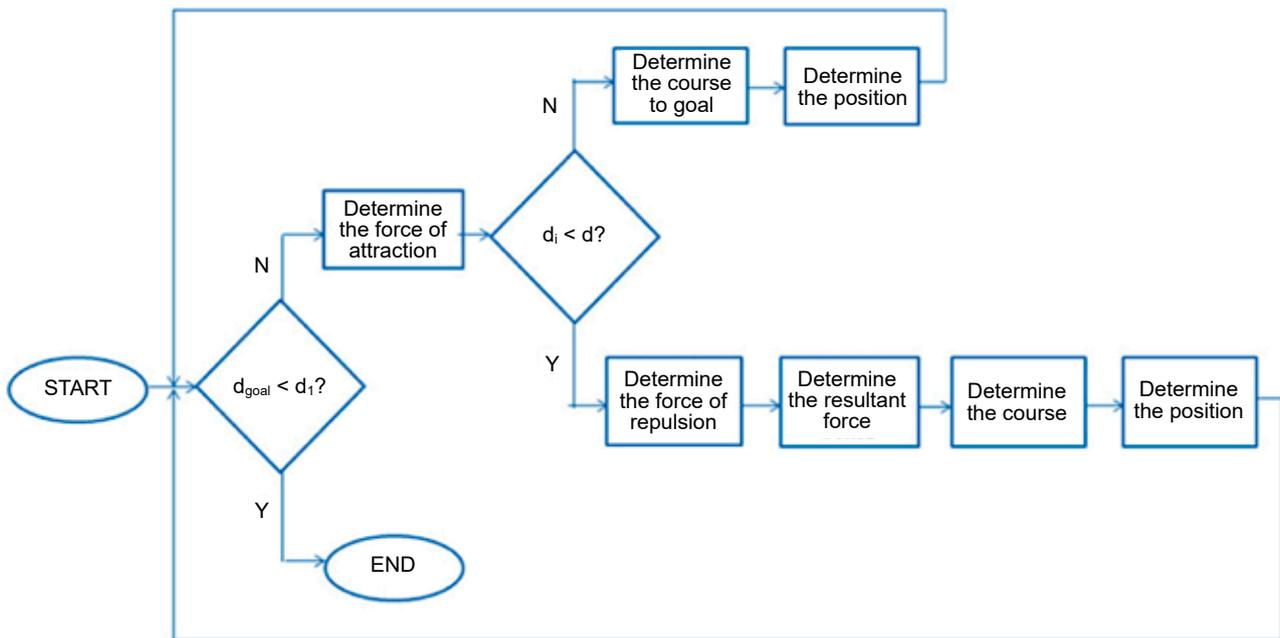 Determine
the course
to goal
Determine
the position
N
Determine
the force of
attraction
dᵢ < d?
N
Y
START
d_goal < d₁?
Determine
the force of
repulsion
Determine
the resultant
force
Determine
the course
Determine
the position
Y
END